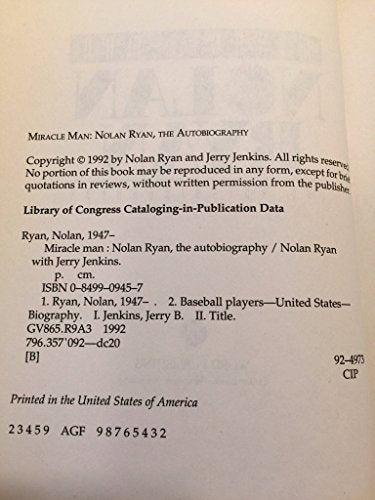 MIRACLE MAN: NOLAN RYAN, THE AUTOBIOGRAPHY
Copyright © 1992 by Nolan Ryan and Jerry Jenkins. All rights reserve
No portion of this book may be reproduced in any form, except for brie
quotations in reviews, without written permission from the publisher
Library of Congress Cataloging-in-Publication Data
Ryan, Nolan, 1947–
Miracle man : Nolan Ryan, the autobiography / Nolan Ryan
with Jerry Jenkins.
p. cm.
ISBN 0–8499–0945–7
1. Ryan, Nolan, 1947– . 2. Baseball players—United States—
Biography. I. Jenkins, Jerry B. II. Title.
GV865.R9A3 1992
796.357'092—dc20
[B] 92–4973
CIP
Printed in the United States of America
23459 AGF 98765432